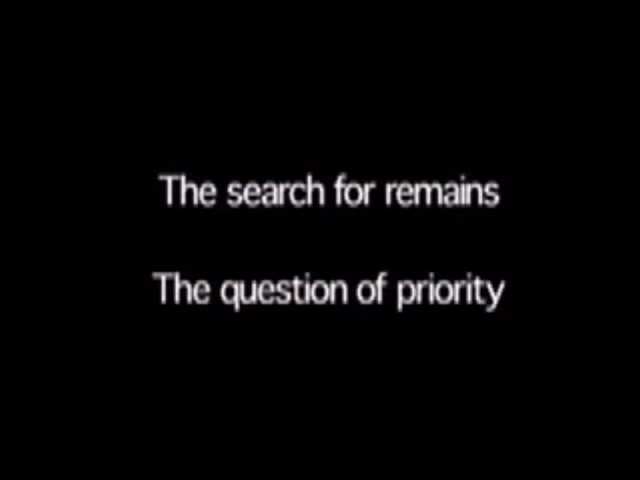 The search for remains
The question of priority